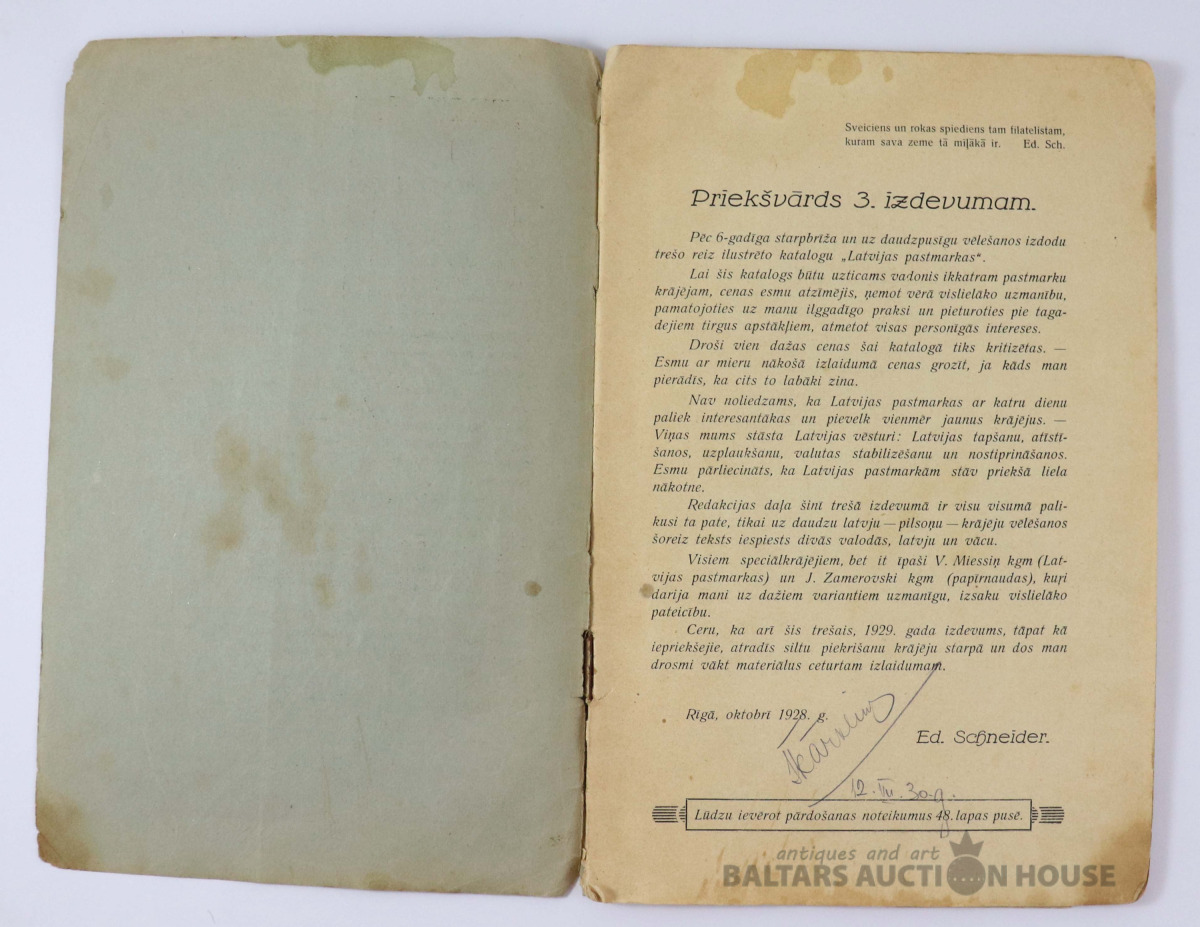 Sveiciens un rokas spiediens tam filatelistam,
kuram sava zeme tā miļākā ir. Ed. Sch.
Priekšvārds 3. izdevumam.
Pēc 6-gadīga starpbrīža un uz daudzpusīgu vēlešanos izdodu
trešo reiz ilustrēto katalogu „Latvijas pastmarkas“.
Lai šis katalogs būtu uzticams vadonis ikkatram pastmarku
krājējam, cenas esmu atzīmējis, ņemot vērā vislielāko uzmanību,
pamatojoties uz manu ilggadīgo praksi un pieturoties pie taga-
dejiem tirgus apstākļiem, atmetot visas personīgās intereses.
Droši vien dažas cenas šai katalogā tiks kritizētas. —
Esmu ar mieru nākošā izlaidumā cenas grozīt, ja kāds man
pierādīs, ka cits to labāki zina.
Nav noliedzams, ka Latvijas pastmarkas ar katru dienu
paliek interesantākas un pievelk vienmēr jaunus krājējus. —
Viņas mums stāsta Latvijas vēsturi: Latvijas tapšanu, atīstī-
šanos, uzplaukšanu, valutas stabilizēšanu un nostiprināšanos.
Esmu pārliecināts, ka Latvijas pastmarkām stāv priekšā liela
nākotne.
Redakcijas daļa šinī trešā izdevumā ir visu visumā pali-
kusi ta pate, tikai uz daudzu latvju — pilsoņu — krājēju vēlēšanos
šoreiz teksts iespiests divās valodās, latvju un vācu.
Visiem speciālkrājējiem, bet it īpaši V. Miessiņ kgm (Lat-
vijas pastmarkas) un J. Zamerovski kgm (papīrnaudas), kuŗi
darija mani uz dažiem variantiem uzmanīgu, izsaku vislielāko
pateicību.
Ceru, ka arī šis trešais, 1929. gada izdevums, tāpat kā
iepriekšejie, atradīs siltu piekrišanu krājēju starpā un dos man
drosmi vākt materiālus ceturtam izlaidumam.
Rīgā, oktobrī 1928. g.
Ed. Schneider.
12. III. 30. g.
Lūdzu ievērot pārdošanas noteikumus 48. lapas pusē.
antiques and art
BALTARS AUCTION HOUSE